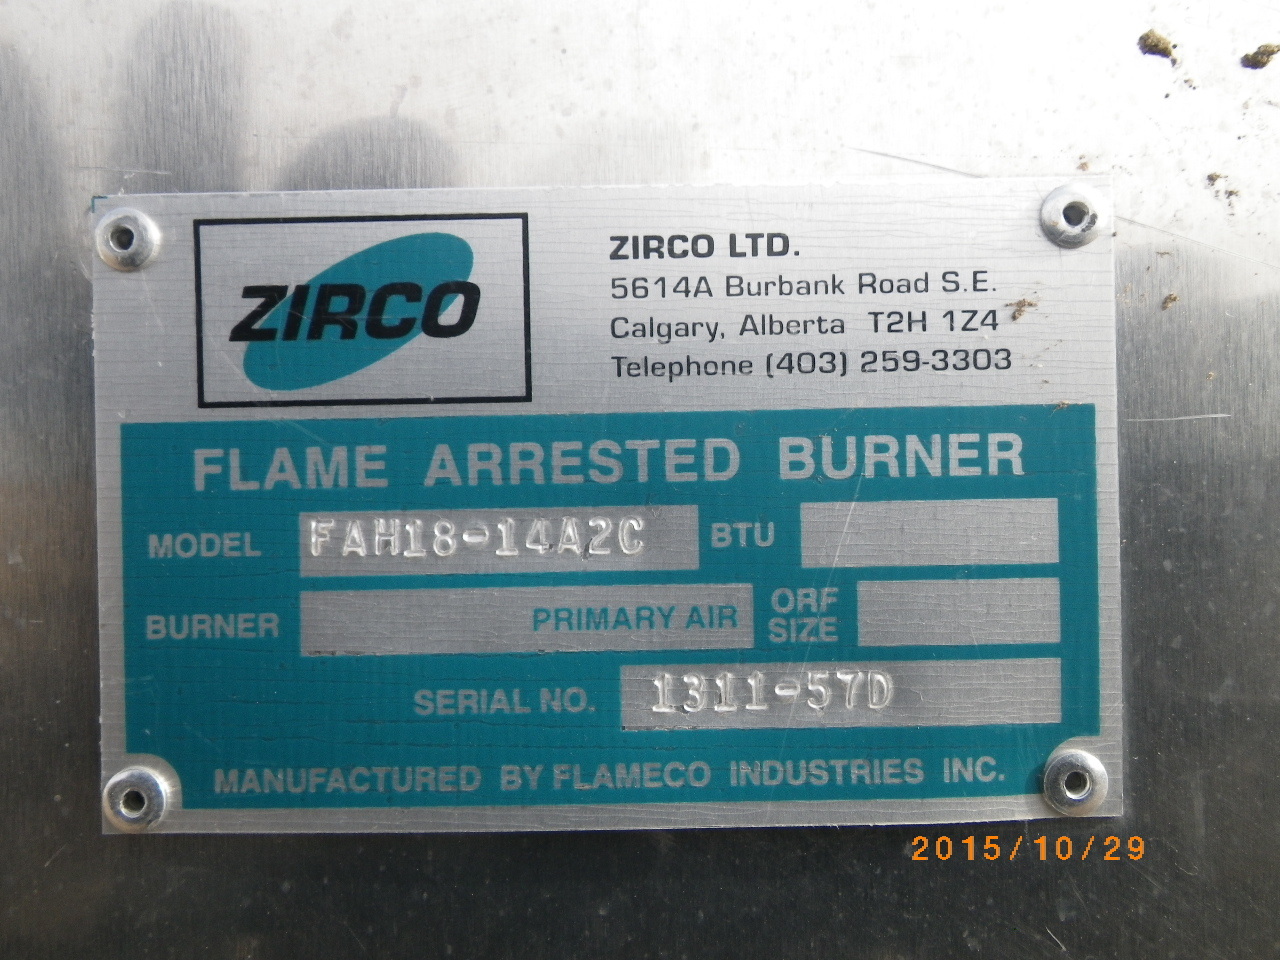 ZIRCO
ZIRCO LTD.
5614A Burbank Road S.E.
Calgary, Alberta T2H 1Z4
Telephone (403) 259-3303
FLAME ARRESTED BURNER
MODEL FAH18-14A2C BTU
BURNER PRIMARY AIR ORF SIZE
SERIAL NO. 1311-57D
MANUFACTURED BY FLAMECO INDUSTRIES INC.
2015/10/29